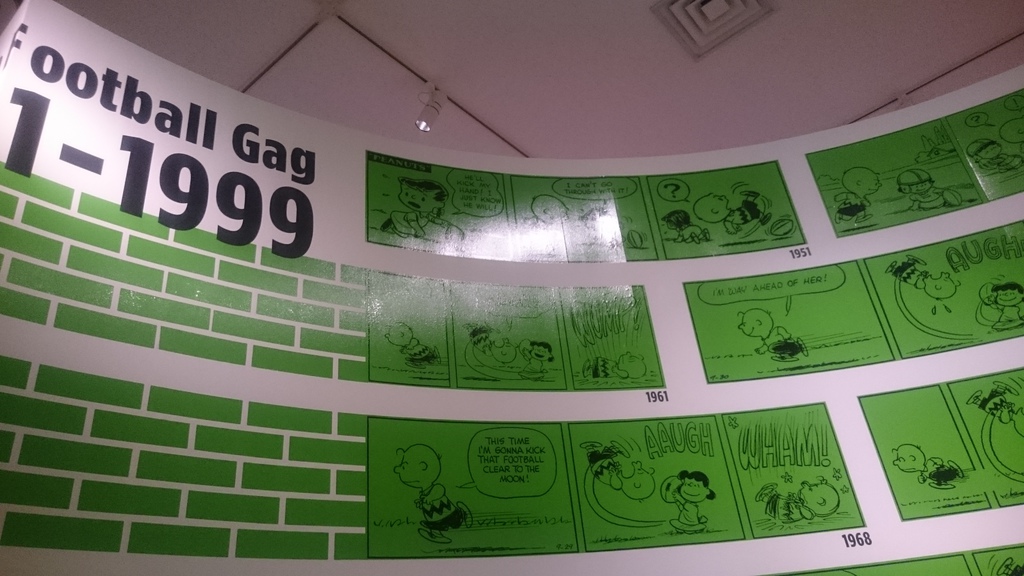 Football Gag
1-1999
PEANUTS
HE'LL
KICK MY
HAND! I
JUST KNOW
HE WILL!
I CAN'T GO
THROUGH WITH IT!
?
1951
?
1961
I'M WAY AHEAD OF HER!
AUGH
THIS TIME
I'M GONNA KICK
THAT FOOTBALL
CLEAR TO THE
MOON!
AAUGH
WHAM!
1968